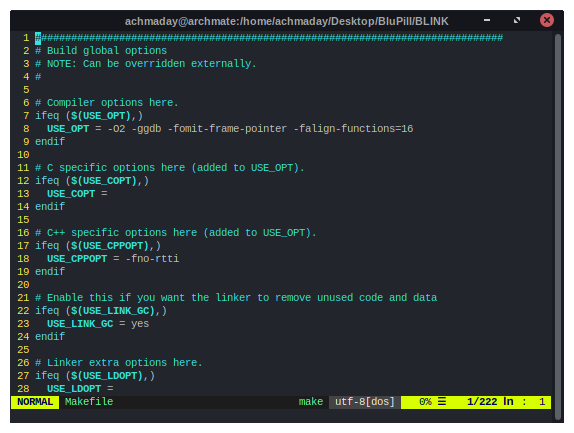 achmaday@archmate:/home/achmaday/Desktop/BluPill/BLINK
1 ##############################################################################
2 # Build global options
3 # NOTE: Can be overridden externally.
4 #
5
6 # Compiler options here.
7 ifeq ($(USE_OPT),)
8   USE_OPT = -O2 -ggdb -fomit-frame-pointer -falign-functions=16
9 endif
10
11 # C specific options here (added to USE_OPT).
12 ifeq ($(USE_COPT),)
13   USE_COPT =
14 endif
15
16 # C++ specific options here (added to USE_OPT).
17 ifeq ($(USE_CPPOPT),)
18   USE_CPPOPT = -fno-rtti
19 endif
20
21 # Enable this if you want the linker to remove unused code and data
22 ifeq ($(USE_LINK_GC),)
23   USE_LINK_GC = yes
24 endif
25
26 # Linker extra options here.
27 ifeq ($(USE_LDOPT),)
28   USE_LDOPT =
NORMAL Makefile make utf-8[dos] 0% ☰ 1/222 ln : 1